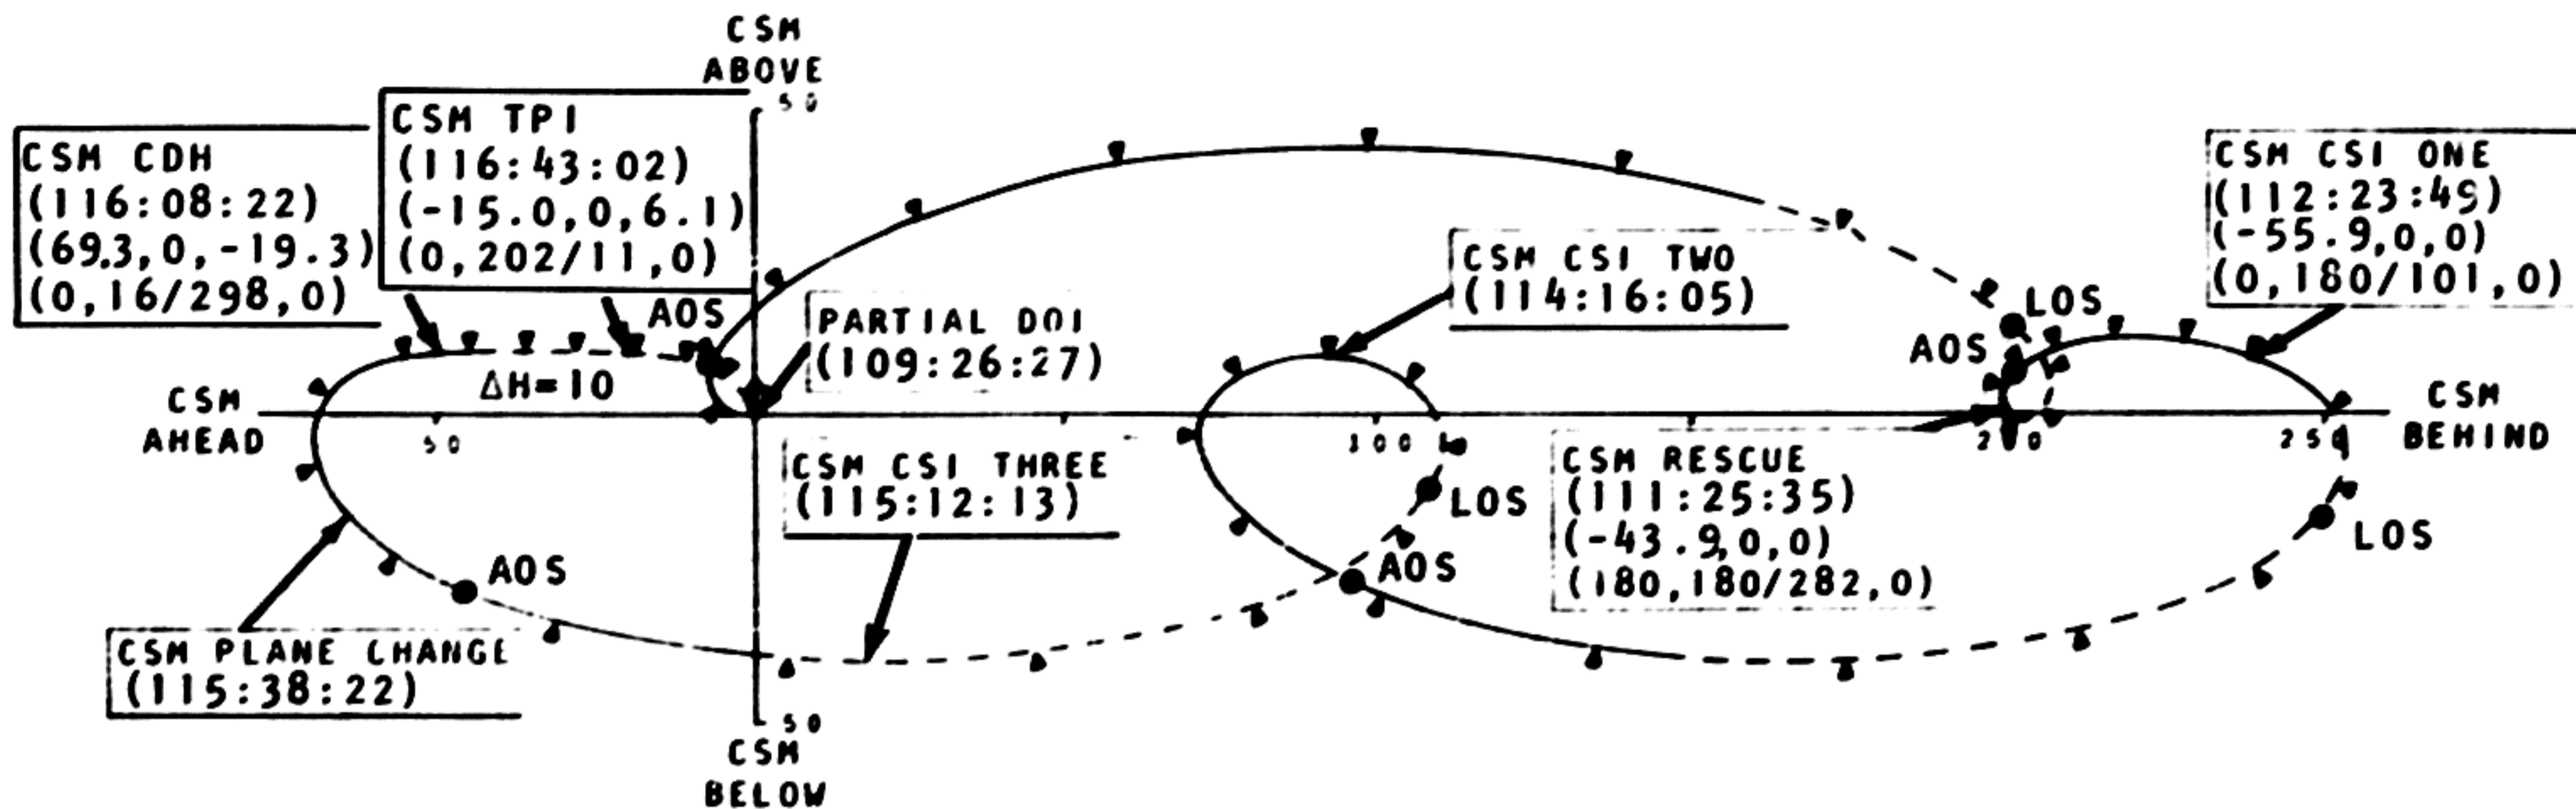 CSM
ABOVE
50
CSM TPI
(116:43:02)
(-15.0,0,6.1)
(0,202/11,0)
CSM CDH
(116:08:22)
(69.3,0,-19.3)
(0,16/298,0)
CSM CSI ONE
(-55.9,0,0)
(0,180/101,0)
CSM CSI TWO
(114:16:05)
AOS
PARTIAL DOI
(109:26:27)
LOS
AOS
ΔH=10
CSM
AHEAD
50
100
250
CSM
BEHIND
CSM CSI THREE
(115:12:13)
CSM RESCUE
(111:25:35)
(-43.9,0,0)
(180,180/282,0)
LOS
LOS
AOS
AOS
CSM PLANE CHANGE
(115:38:22)
50
CSM
BELOW